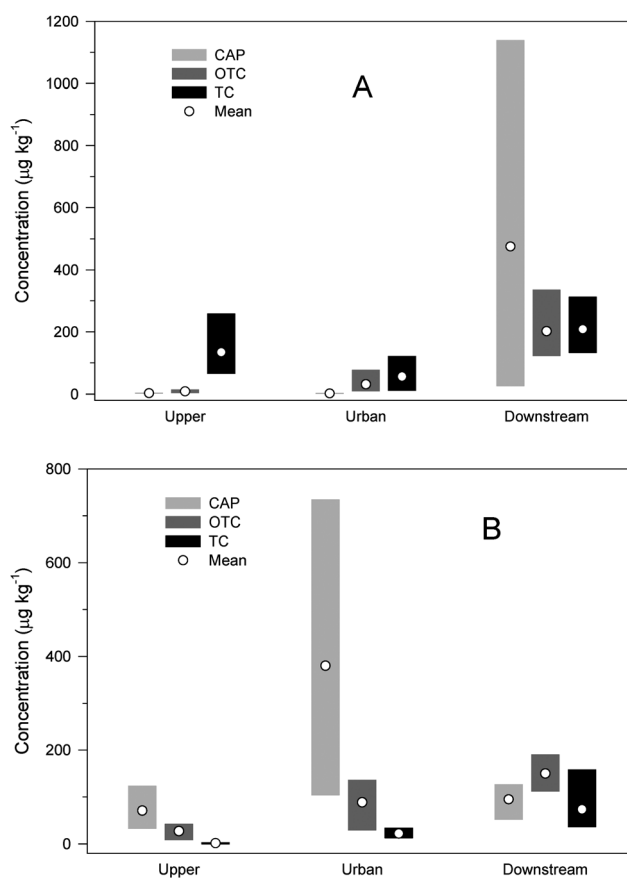 A
CAP
OTC
TC
Mean
Concentration (μg kg⁻¹)
1200
1000
800
600
400
200
0
Upper Urban Downstream
B
CAP
OTC
TC
Mean
Concentration (μg kg⁻¹)
800
600
400
200
0
Upper Urban Downstream